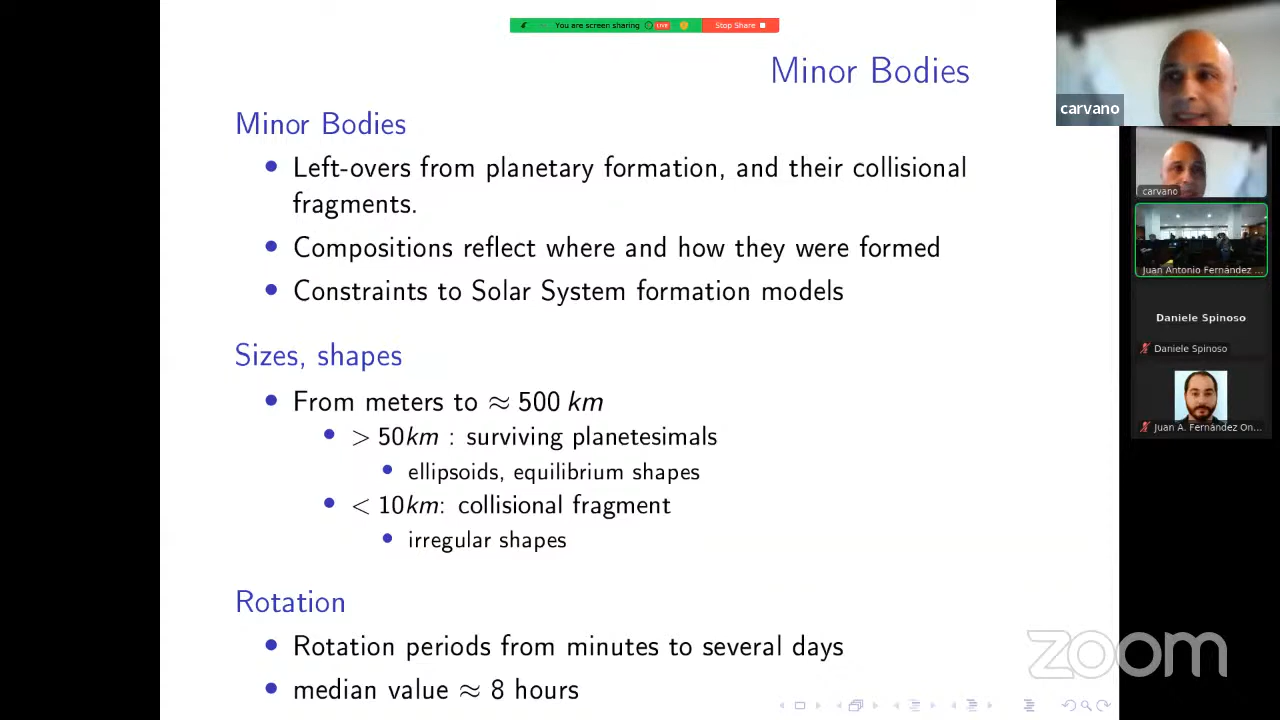 You are screen sharing LIVE Stop Share
Minor Bodies
carvano
Minor Bodies
• Left-overs from planetary formation, and their collisional
fragments.
• Compositions reflect where and how they were formed
• Constraints to Solar System formation models
Sizes, shapes
• From meters to ≈ 500 km
• > 50km : surviving planetesimals
• ellipsoids, equilibrium shapes
• < 10km: collisional fragment
• irregular shapes
Rotation
• Rotation periods from minutes to several days
• median value ≈ 8 hours
carvano
Juan Antonio Fernández ...
Daniele Spinoso
Daniele Spinoso
Juan A. Fernández On...
zoom